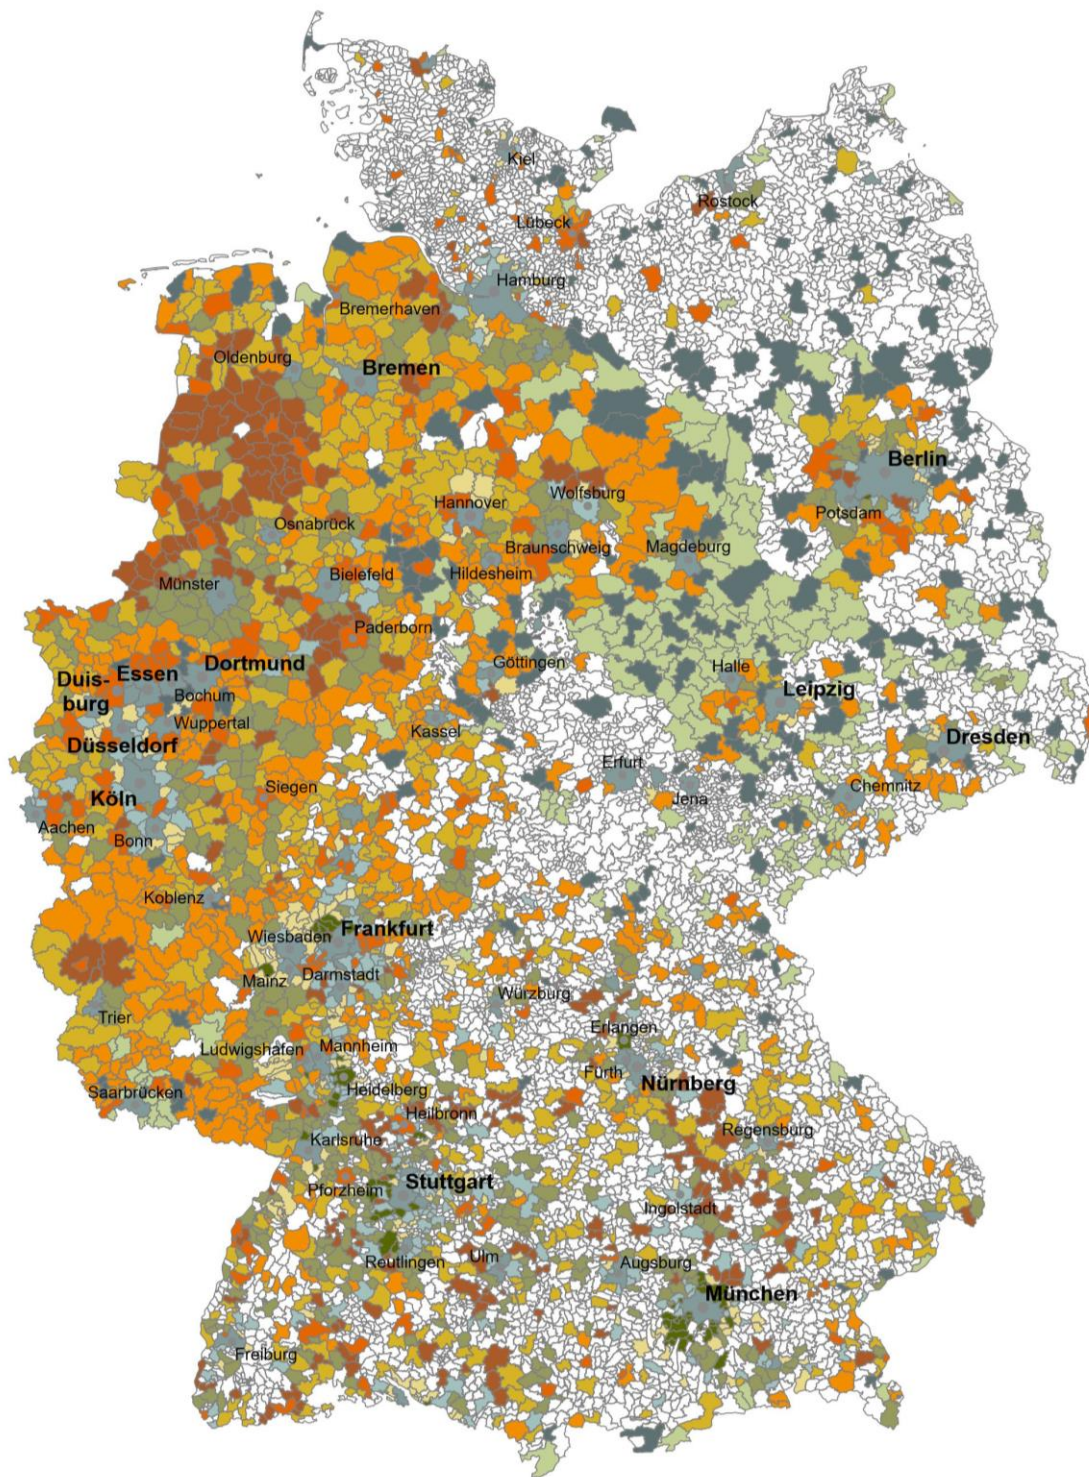 Kiel
Rostock
Lübeck
Hamburg
Bremerhaven
Oldenburg
Bremen
Berlin
Wolfsburg
Hannover
Potsdam
Osnabrück
Braunschweig
Magdeburg
Bielefeld
Hildesheim
Münster
Paderborn
Göttingen
Dortmund
Essen
Halle
Duis-
burg
Bochum
Leipzig
Wuppertal
Kassel
Dresden
Düsseldorf
Erfurt
Siegen
Chemnitz
Köln
Jena
Aachen
Bonn
Koblenz
Frankfurt
Wiesbaden
Darmstadt
Mainz
Würzburg
Trier
Erlangen
Ludwigshafen
Mannheim
Fürth
Nürnberg
Heidelberg
Saarbrücken
Heilbronn
Regensburg
Karlsruhe
Stuttgart
Pforzheim
Ingolstadt
Reutlingen
Ulm
Augsburg
München
Freiburg